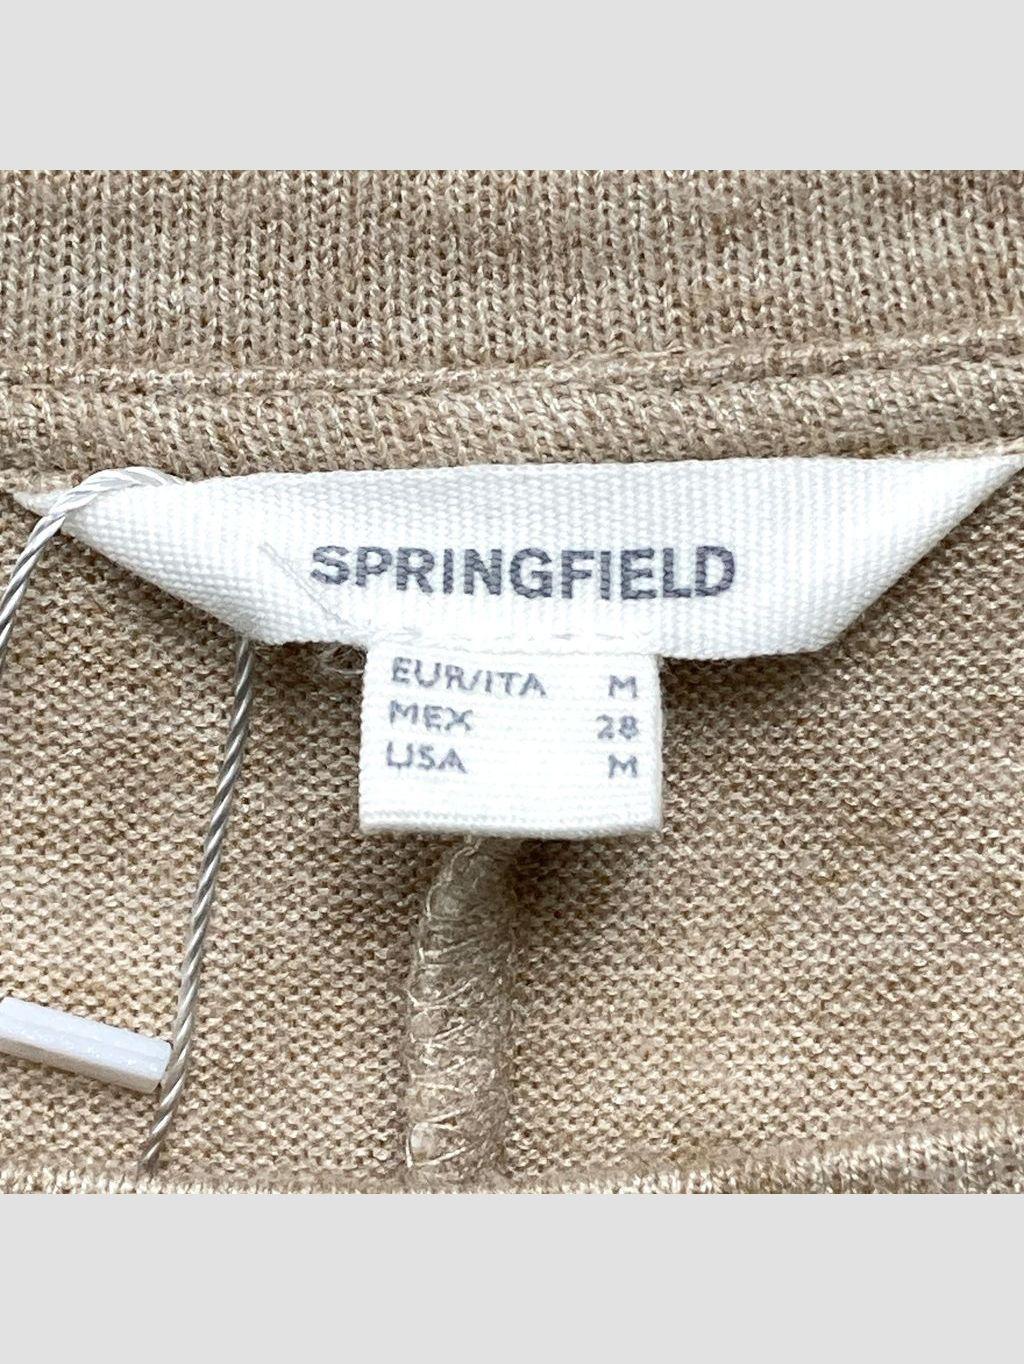 SPRINGFIELD
EUR/ITA M
MEX 28
USA M